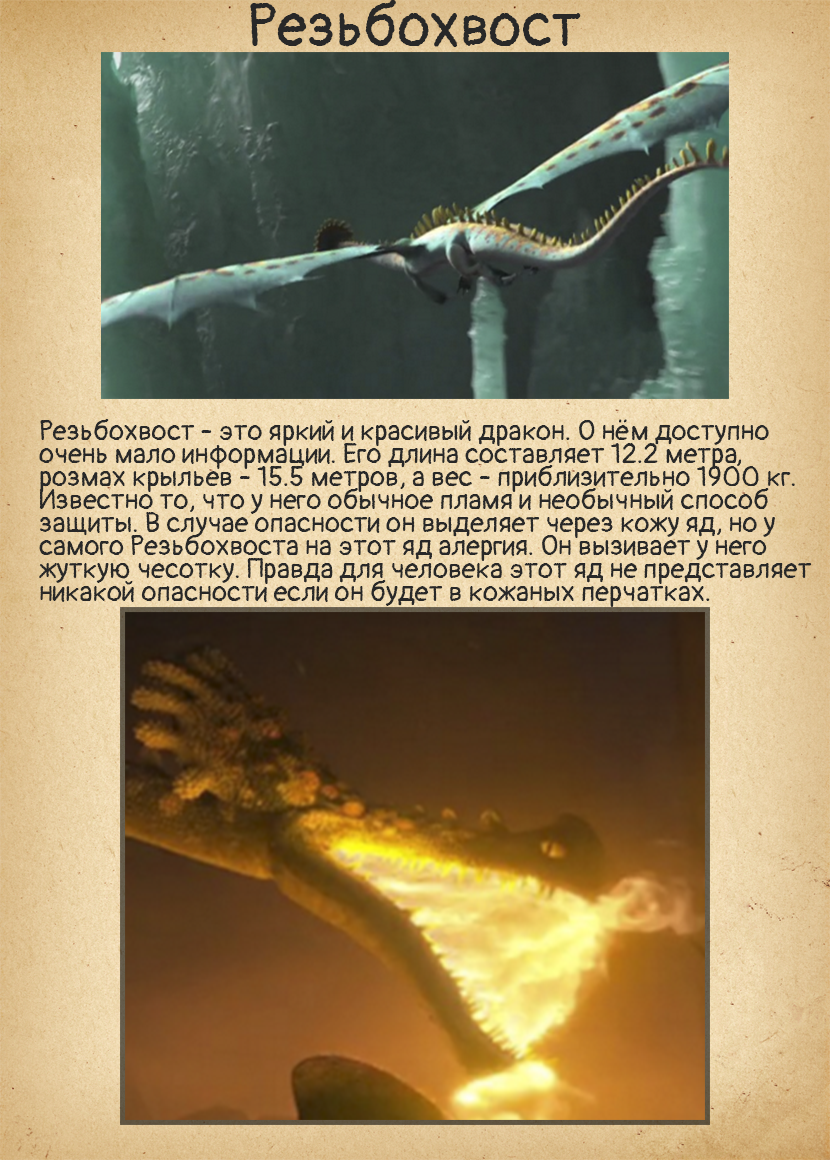 Резьбохвост
Резьбохвост - это яркий и красивый дракон. О нём доступно
очень мало информации. Его длина составляет 12.2 метра,
розмах крыльев - 15.5 метров, а вес - приблизительно 1900 кг.
Известно то, что у него обычное пламя и необычный способ
защиты. В случае опасности он выделяет через кожу яд, но у
самого Резьбохвоста на этот яд алергия. Он вызивает у него
жуткую чесотку. Правда для человека этот яд не представляет
никакой опасности если он будет в кожаных перчатках.